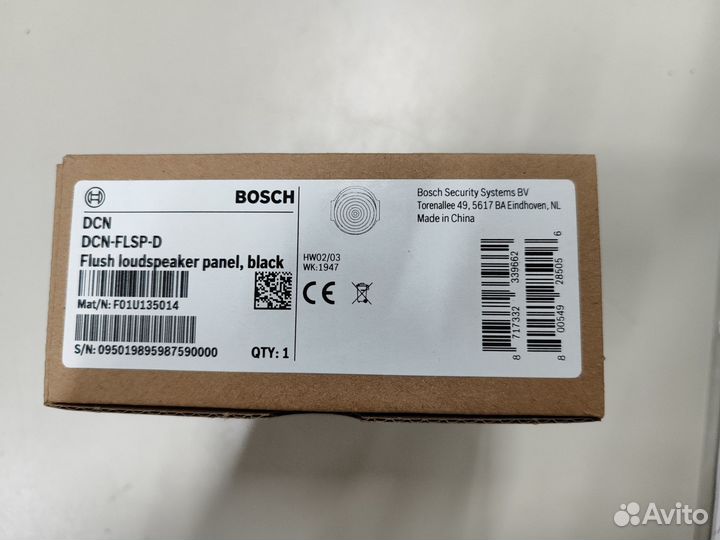 BOSCH
DCN
DCN-FLSP-D
Flush loudspeaker panel, black
Mat/N: F01U135014
S/N: 095019895987590000
QTY: 1
HW02/03
WK:1947
CE
Bosch Security Systems BV
Torenallee 49, 5617 BA Eindhoven, NL
Made in China
8 717332 339662
8 00549 28505 6
Avito